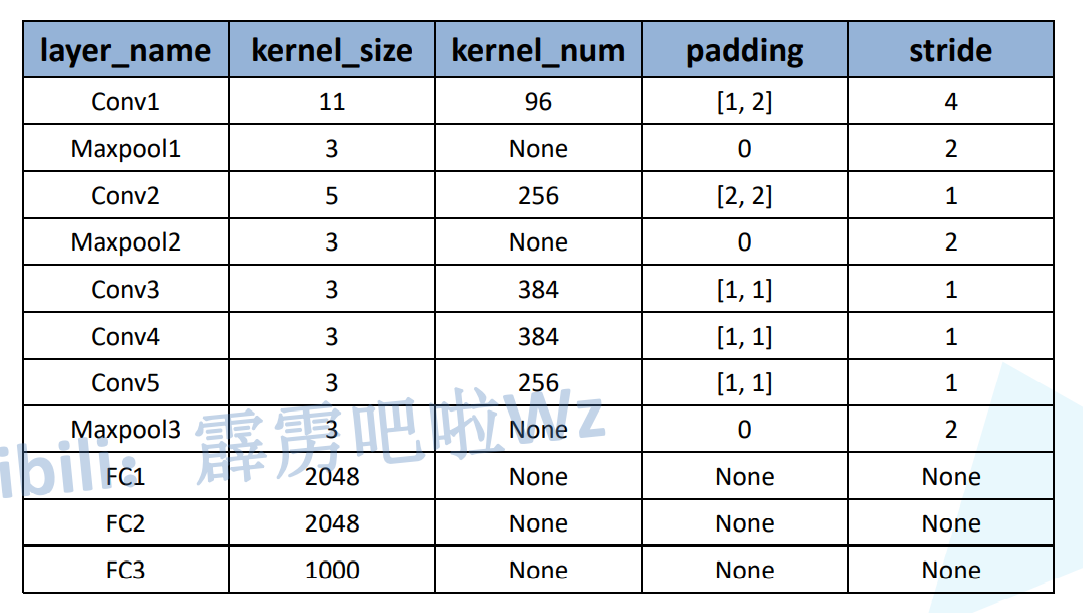 layer_name kernel_size kernel_num padding stride
Conv1 11 96 [1, 2] 4
Maxpool1 3 None 0 2
Conv2 5 256 [2, 2] 1
Maxpool2 3 None 0 2
Conv3 3 384 [1, 1] 1
Conv4 3 384 [1, 1] 1
Conv5 3 256 [1, 1] 1
Maxpool3 3 None 0 2
FC1 2048 None None None
FC2 2048 None None None
FC3 1000 None None None
ibili: 霹雳吧啦Wz